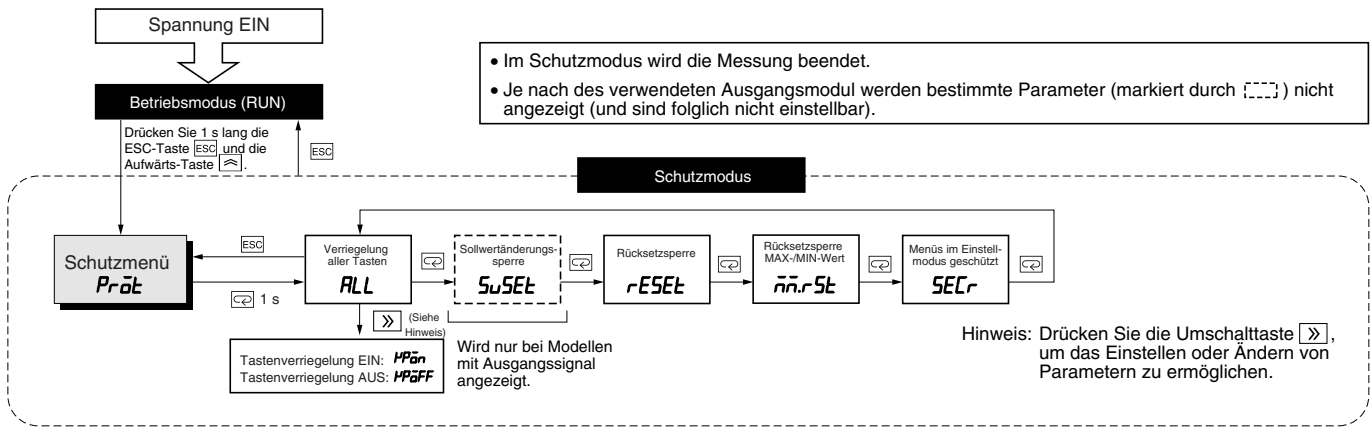 Spannung EIN
• Im Schutzmodus wird die Messung beendet.
• Je nach des verwendeten Ausgangsmodul werden bestimmte Parameter (markiert durch ) nicht
angezeigt (und sind folglich nicht einstellbar).
Betriebsmodus (RUN)
Drücken Sie 1 s lang die
ESC-Taste ESC und die
Aufwärts-Taste .
ESC
Schutzmodus
Schutzmenü
Prot
ESC
1 s
Verriegelung
aller Tasten
ALL
Sollwertänderungs-
sperre
SvSEt
Rücksetzsperre
rESEt
Rücksetzsperre
MAX-/MIN-Wert
St
Menüs im Einstell-
modus geschützt
SECr
(Siehe
Hinweis)
Tastenverriegelung EIN:
Tastenverriegelung AUS:
Wird nur bei Modellen
mit Ausgangssignal
angezeigt.
Hinweis: Drücken Sie die Umschalttaste ,
um das Einstellen oder Ändern von
Parametern zu ermöglichen.